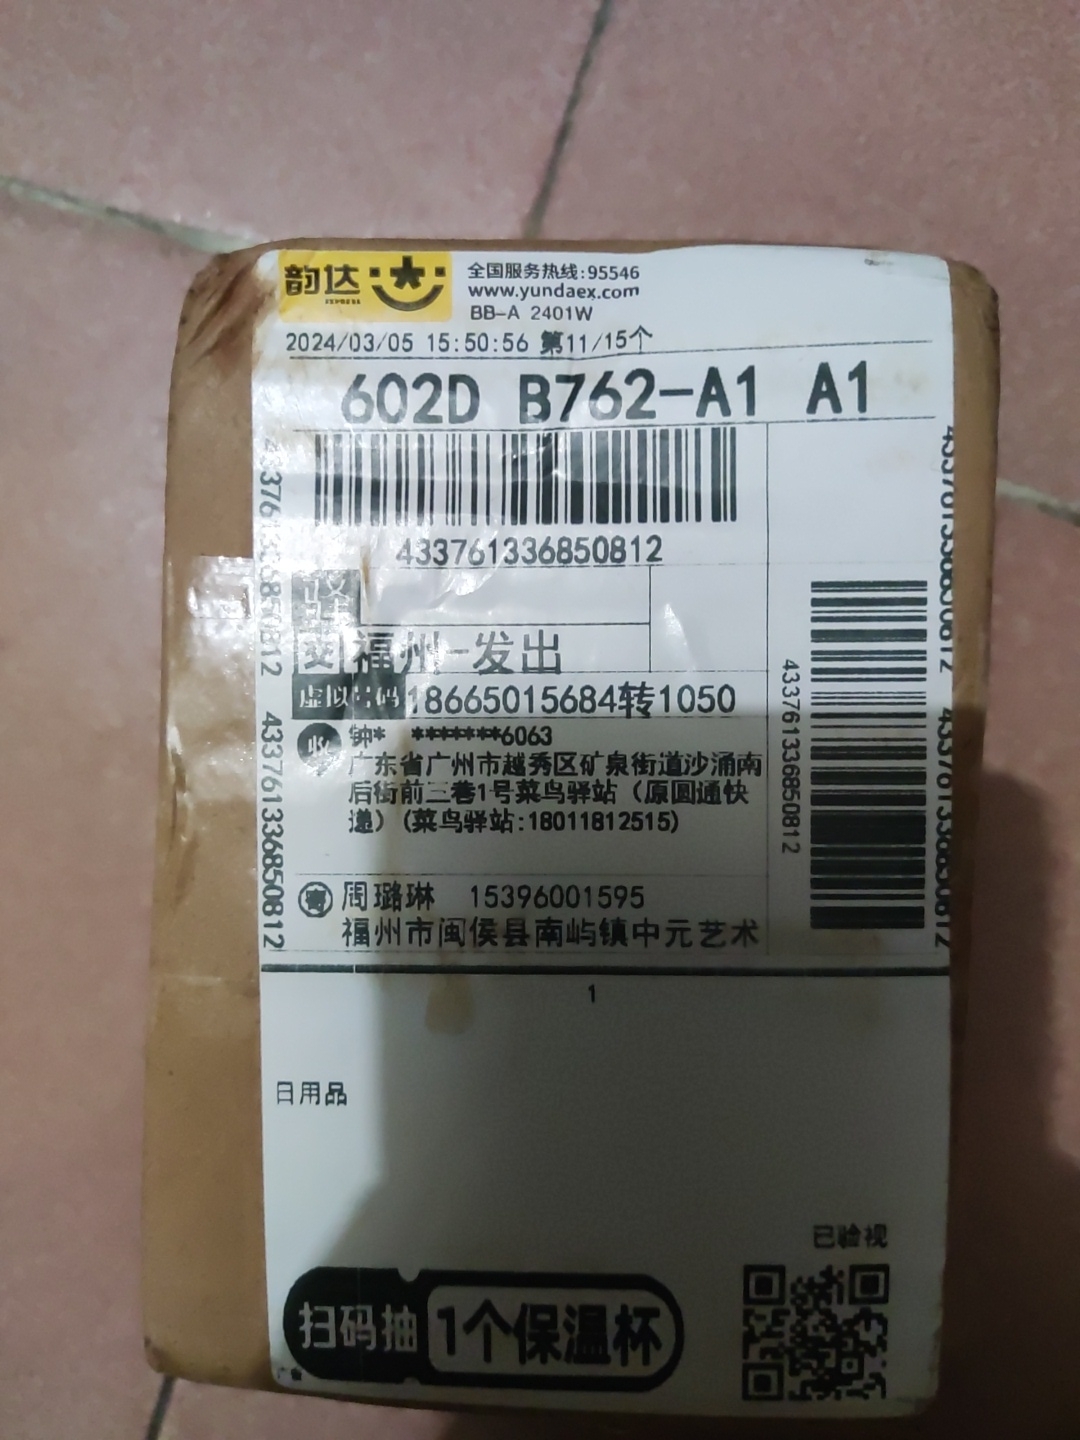 韵达
EXPRESS
全国服务热线:95546
www.yundaex.com
BB-A 2401W
2024/03/05 15:50:56 第11/15个
602D B762-A1 A1
433761336850812
驿
福州-发出
虚拟号码 18665015684转1050
收 钟* *******6063
广东省广州市越秀区矿泉街道沙涌南
后街前三巷1号菜鸟驿站（原圆通快
递）(菜鸟驿站:18011812515)
寄 周璐琳 15396001595
福州市闽侯县南屿镇中元艺术
433761336850812
433761336850812
433761336850812
433761336850812
433761336850812
1
日用品
已验视
扫码抽 1个保温杯